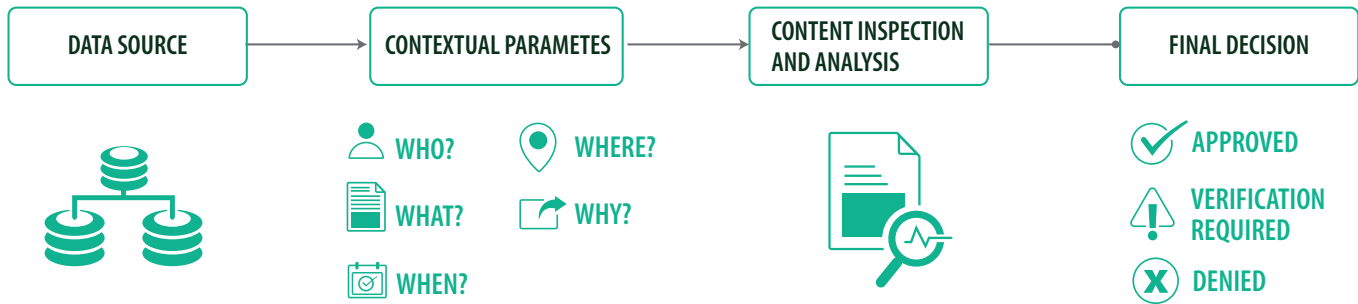 DATA SOURCE
CONTEXTUAL PARAMETES
CONTENT INSPECTION
AND ANALYSIS
FINAL DECISION
WHO?
WHERE?
WHAT?
WHY?
WHEN?
APPROVED
VERIFICATION
REQUIRED
DENIED